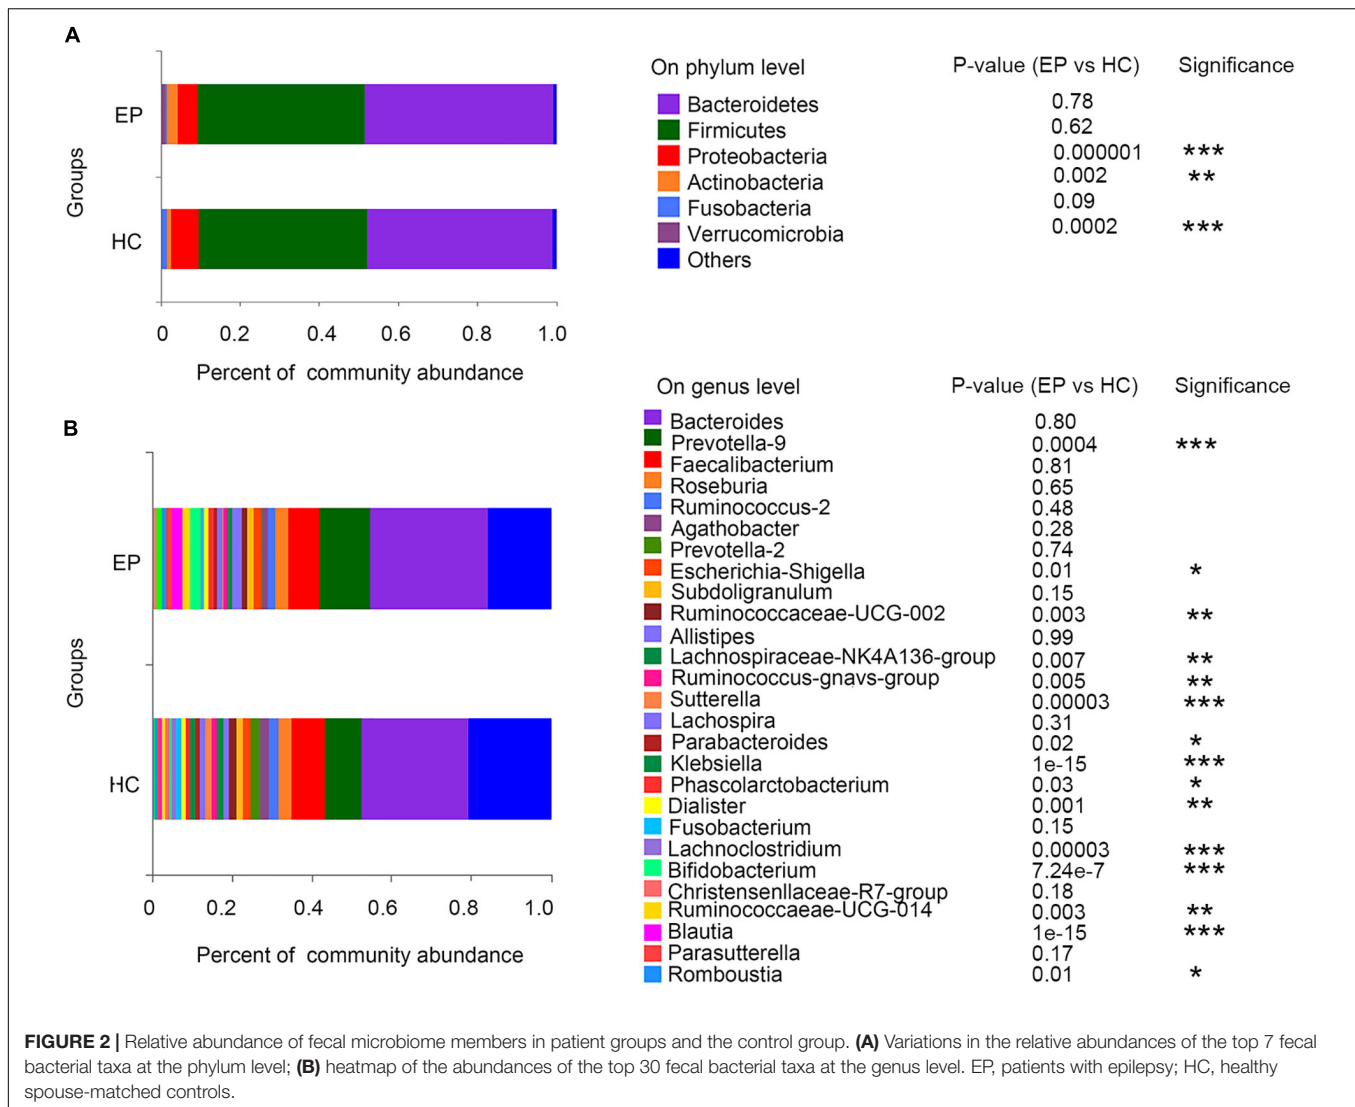 A
On phylum level P-value (EP vs HC) Significance
EP
HC
Groups
Bacteroidetes 0.78
Firmicutes 0.62
Proteobacteria 0.000001 ***
Actinobacteria 0.002 **
Fusobacteria 0.09
Verrucomicrobia 0.0002 ***
Others
0 0.2 0.4 0.6 0.8 1.0
Percent of community abundance
B
On genus level P-value (EP vs HC) Significance
EP
HC
Groups
Bacteroides 0.80
Prevotella-9 0.0004 ***
Faecalibacterium 0.81
Roseburia 0.65
Ruminococcus-2 0.48
Agathobacter 0.28
Prevotella-2 0.74
Escherichia-Shigella 0.01 *
Subdoligranulum 0.15
Ruminococcaceae-UCG-002 0.003 **
Allistipes 0.99
Lachnospiraceae-NK4A136-group 0.007 **
Ruminococcus-gnavs-group 0.005 **
Sutterella 0.00003 ***
Lachospira 0.31
Parabacteroides 0.02 *
Klebsiella 1e-15 ***
Phascolarctobacterium 0.03 *
Dialister 0.001 **
Fusobacterium 0.15
Lachnoclostridium 0.00003 ***
Bifidobacterium 7.24e-7 ***
Christensenllaceae-R7-group 0.18
Ruminococcaeae-UCG-014 0.003 **
Blautia 1e-15 ***
Parasutterella 0.17
Romboustia 0.01 *
0 0.2 0.4 0.6 0.8 1.0
Percent of community abundance
FIGURE 2 | Relative abundance of fecal microbiome members in patient groups and the control group. (A) Variations in the relative abundances of the top 7 fecal
bacterial taxa at the phylum level; (B) heatmap of the abundances of the top 30 fecal bacterial taxa at the genus level. EP, patients with epilepsy; HC, healthy
spouse-matched controls.